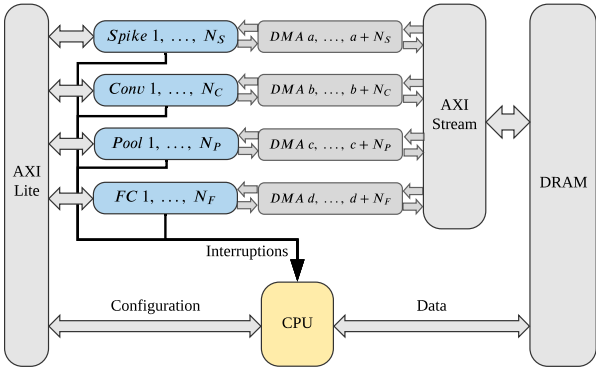 Spike 1, …, N_S
DMA a, …, a + N_S
Conv 1, …, N_C
DMA b, …, b + N_C
AXI
Stream
Pool 1, …, N_P
DMA c, …, c + N_P
AXI
Lite
DRAM
FC 1, …, N_F
DMA d, …, d + N_F
Interruptions
Configuration
CPU
Data